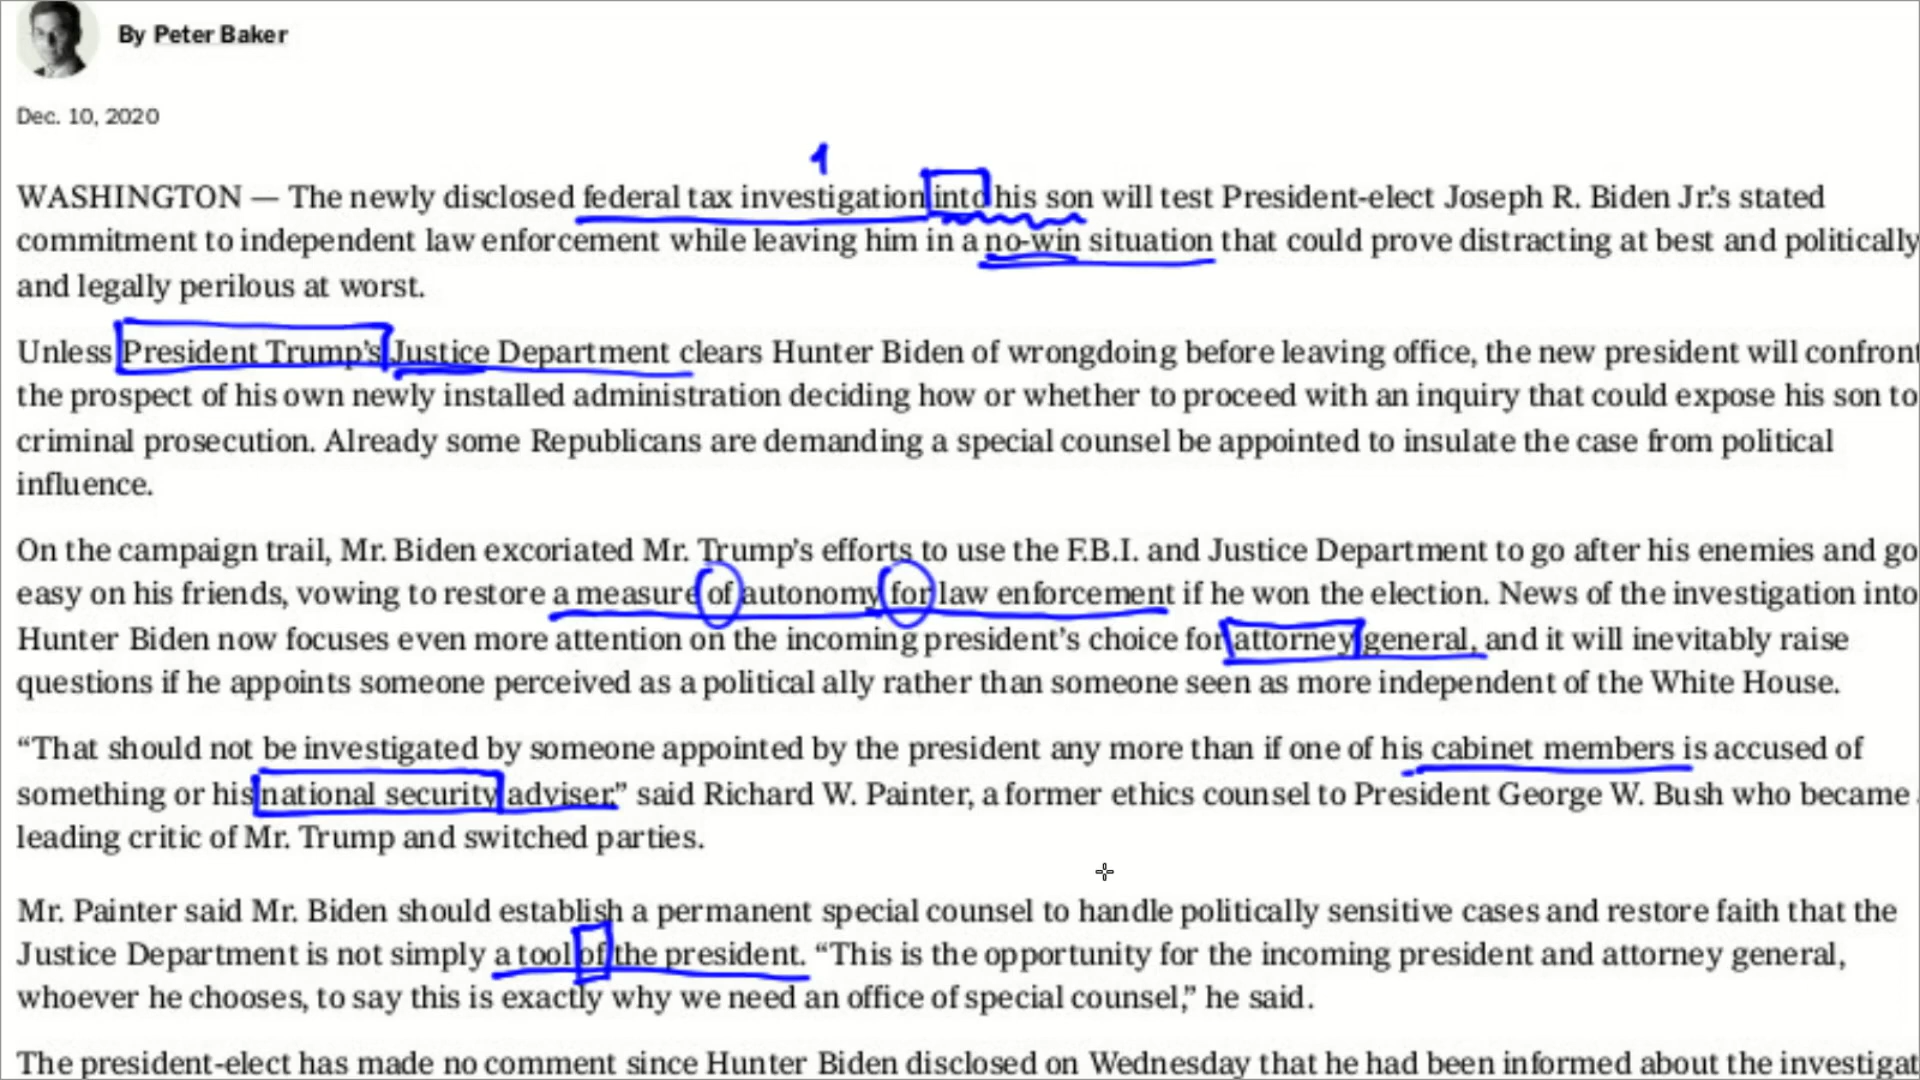 By Peter Baker
Dec. 10, 2020
1
WASHINGTON — The newly disclosed federal tax investigation into his son will test President-elect Joseph R. Biden Jr.’s stated
commitment to independent law enforcement while leaving him in a no-win situation that could prove distracting at best and politically
and legally perilous at worst.
Unless President Trump’s Justice Department clears Hunter Biden of wrongdoing before leaving office, the new president will confront
the prospect of his own newly installed administration deciding how or whether to proceed with an inquiry that could expose his son to
criminal prosecution. Already some Republicans are demanding a special counsel be appointed to insulate the case from political
influence.
On the campaign trail, Mr. Biden excoriated Mr. Trump’s efforts to use the F.B.I. and Justice Department to go after his enemies and go
easy on his friends, vowing to restore a measure of autonomy for law enforcement if he won the election. News of the investigation into
Hunter Biden now focuses even more attention on the incoming president’s choice for attorney general, and it will inevitably raise
questions if he appoints someone perceived as a political ally rather than someone seen as more independent of the White House.
“That should not be investigated by someone appointed by the president any more than if one of his cabinet members is accused of
something or his national security adviser,” said Richard W. Painter, a former ethics counsel to President George W. Bush who became
leading critic of Mr. Trump and switched parties.
Mr. Painter said Mr. Biden should establish a permanent special counsel to handle politically sensitive cases and restore faith that the
Justice Department is not simply a tool of the president. “This is the opportunity for the incoming president and attorney general,
whoever he chooses, to say this is exactly why we need an office of special counsel,” he said.
The president-elect has made no comment since Hunter Biden disclosed on Wednesday that he had been informed about the